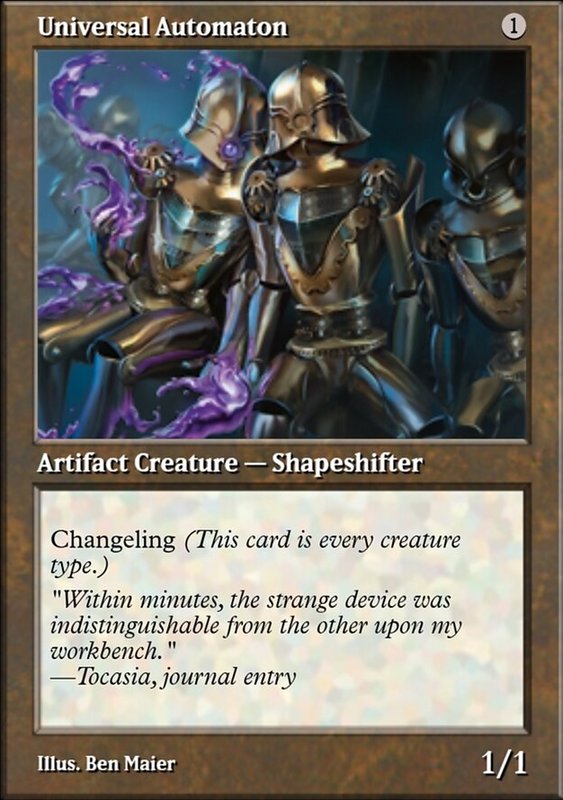 Universal Automaton 1
Artifact Creature — Shapeshifter
Changeling (This card is every creature
type.)
"Within minutes, the strange device was
indistinguishable from the other upon my
workbench."
—Tocasia, journal entry
Illus. Ben Maier 1/1